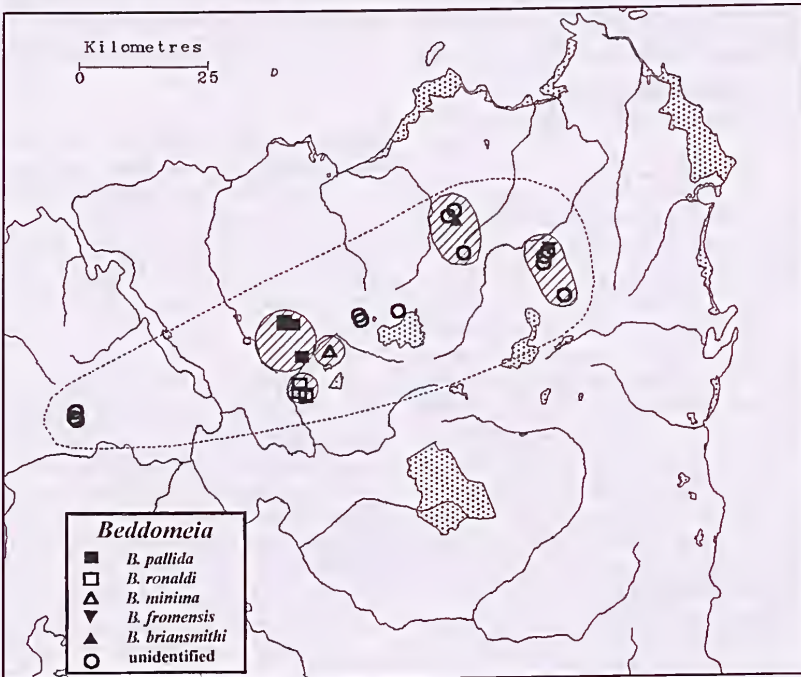 Kilometres
0 25
Beddomeia
B. pallida
B. ronaldi
B. minima
B. fromensis
B. briansmithi
unidentified